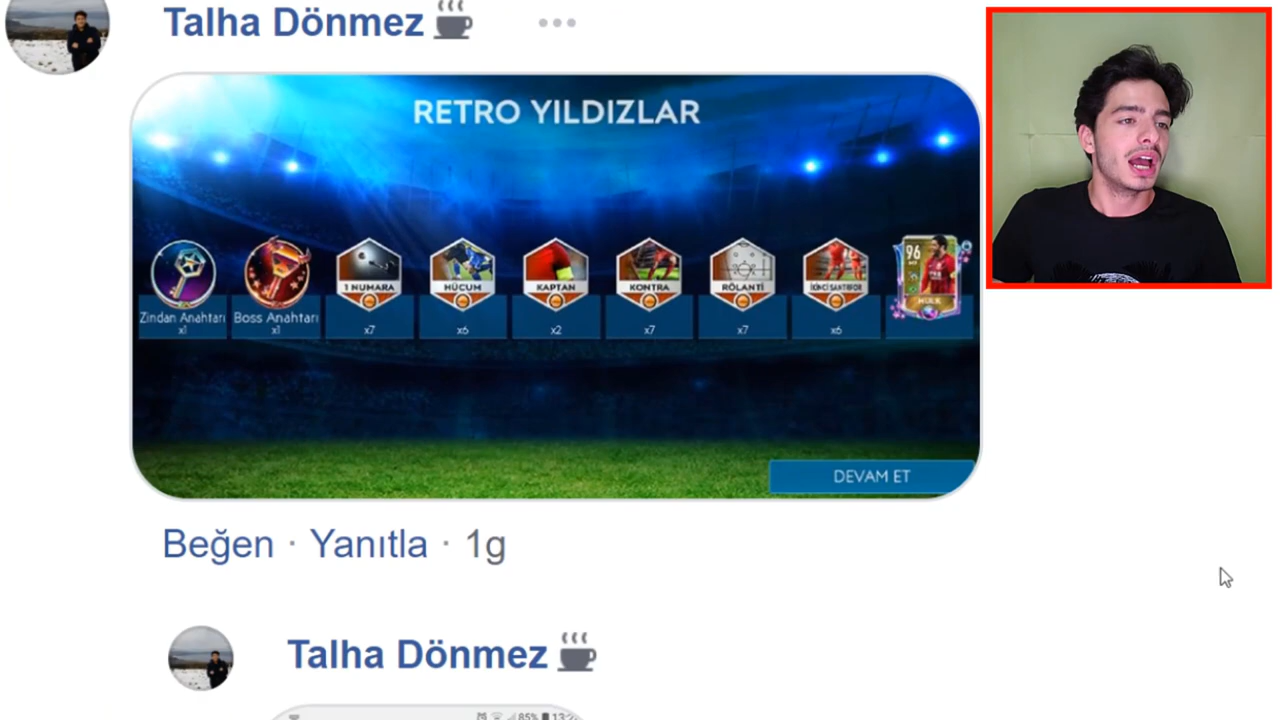 Talha Dönmez
RETRO YILDIZLAR
96
1 NUMARA
HÜCUM
KAPTAN
KONTRA
RÖLANTİ
İKİNCİ SANTRFOR
HULK
Zindan Anahtarı
x1
Boss Anahtarı
x1
x7
x6
x2
x7
x7
x6
DEVAM ET
Beğen · Yanıtla · 1g
Talha Dönmez
85%